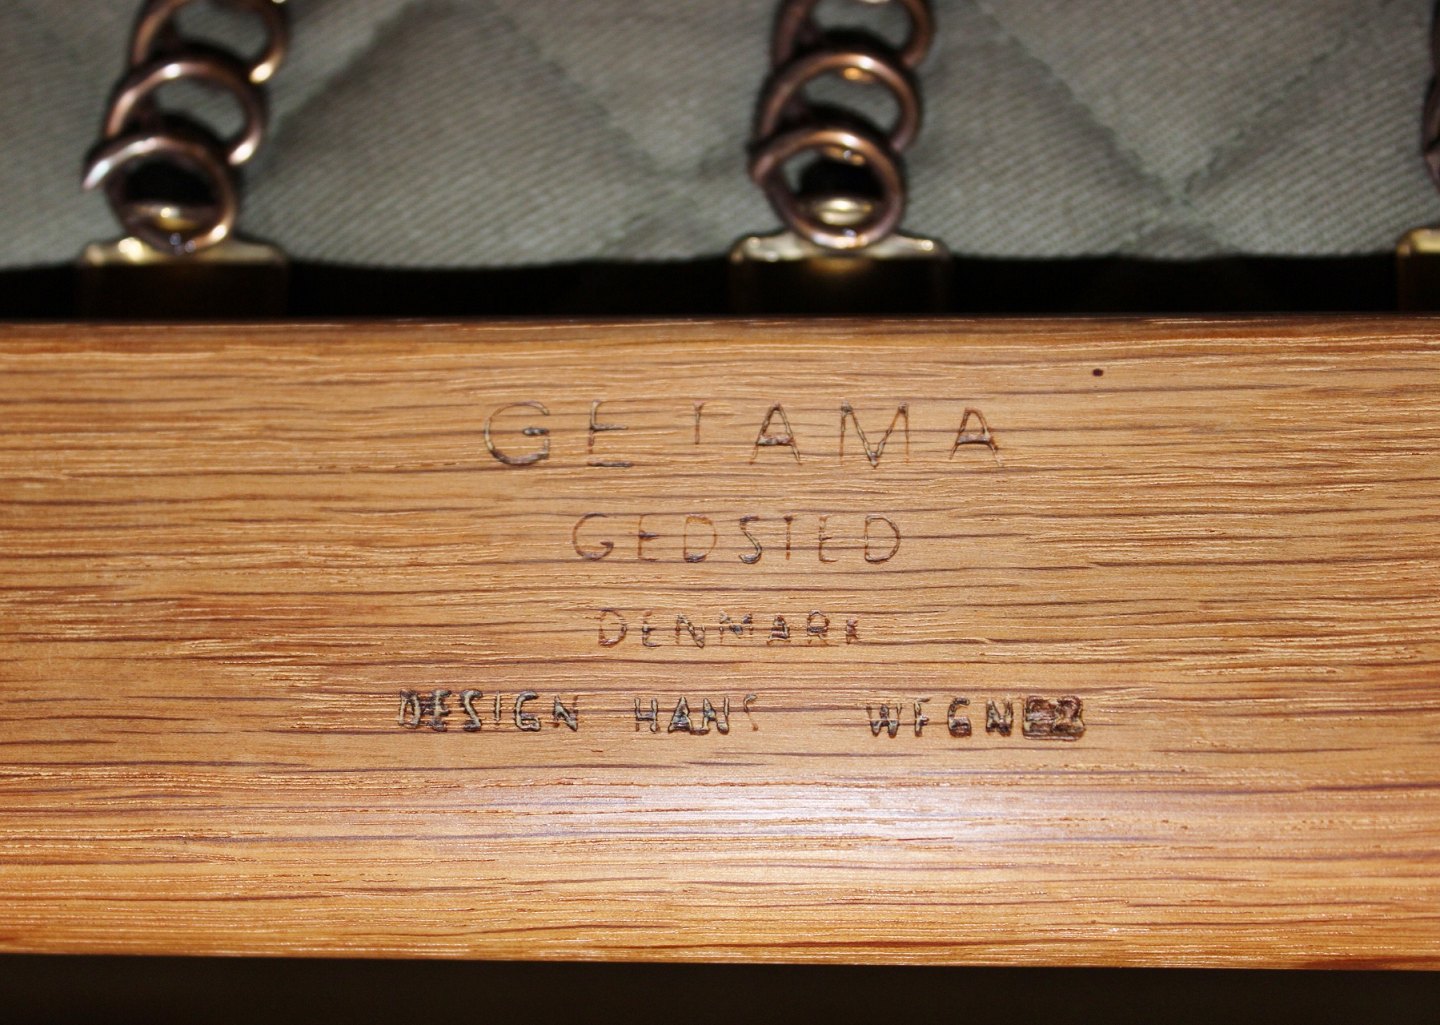 GETAMA
GEDSTED
DENMARK
DESIGN HANS WEGNER